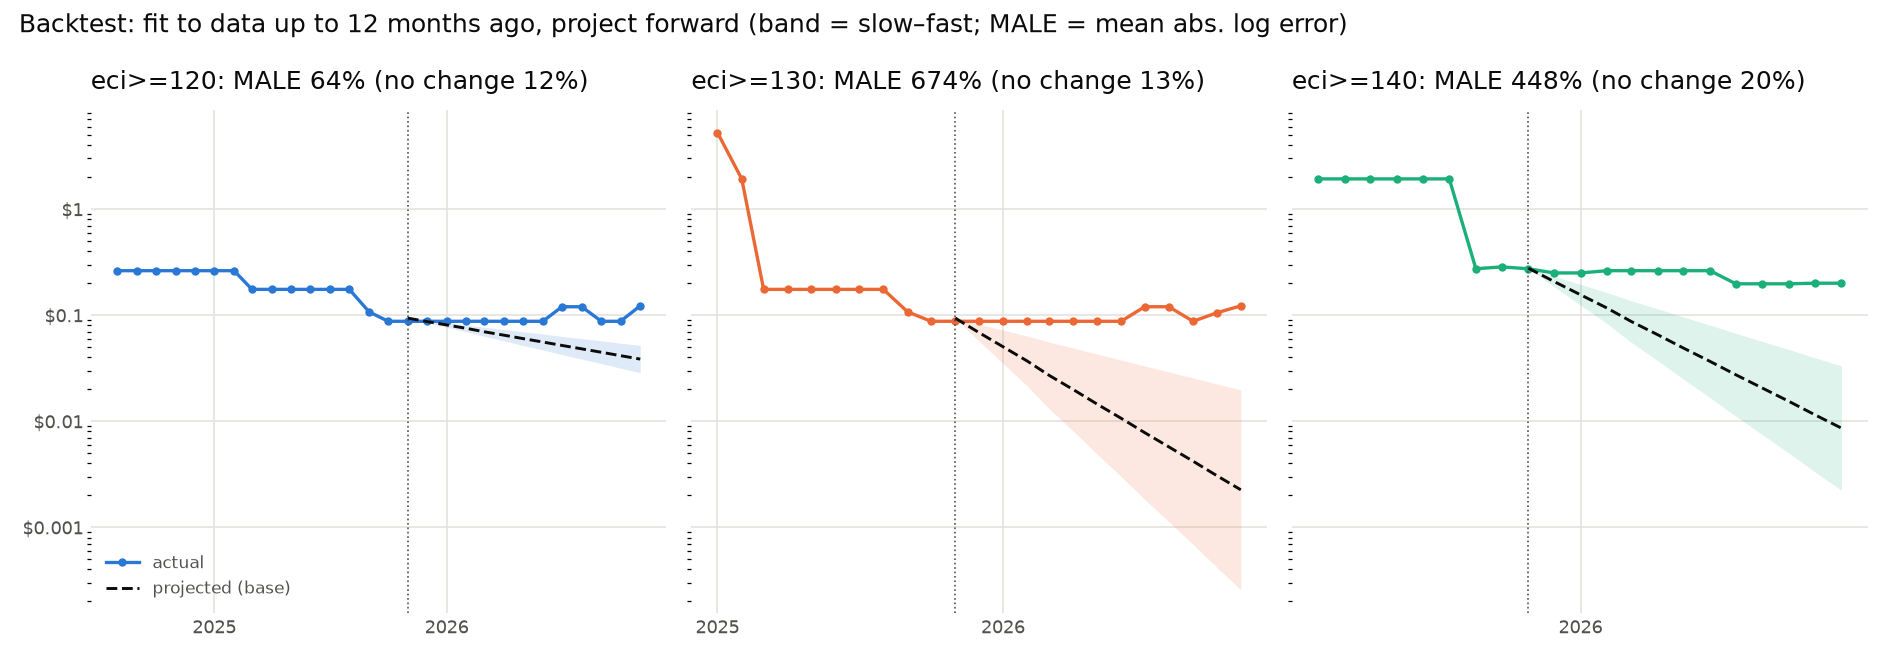 Backtest: fit to data up to 12 months ago, project forward (band = slow–fast; MALE = mean abs. log error)
eci>=120: MALE 64% (no change 12%)
eci>=130: MALE 674% (no change 13%)
eci>=140: MALE 448% (no change 20%)
$1
$0.1
$0.01
$0.001
actual
projected (base)
2025
2026
2025
2026
2026